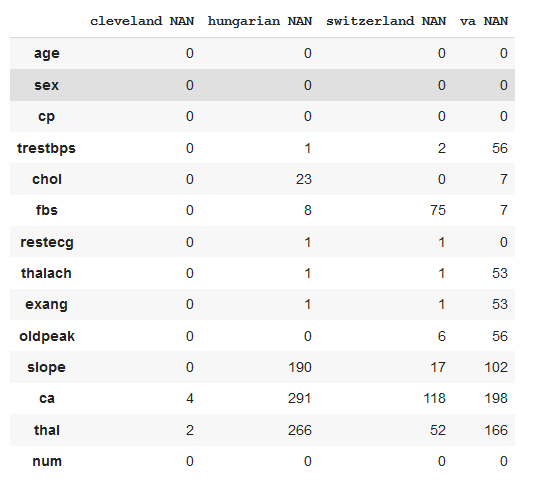 cleveland NAN hungarian NAN switzerland NAN va NAN
age 0 0 0 0
sex 0 0 0 0
cp 0 0 0 0
trestbps 0 1 2 56
chol 0 23 0 7
fbs 0 8 75 7
restecg 0 1 1 0
thalach 0 1 1 53
exang 0 1 1 53
oldpeak 0 0 6 56
slope 0 190 17 102
ca 4 291 118 198
thal 2 266 52 166
num 0 0 0 0